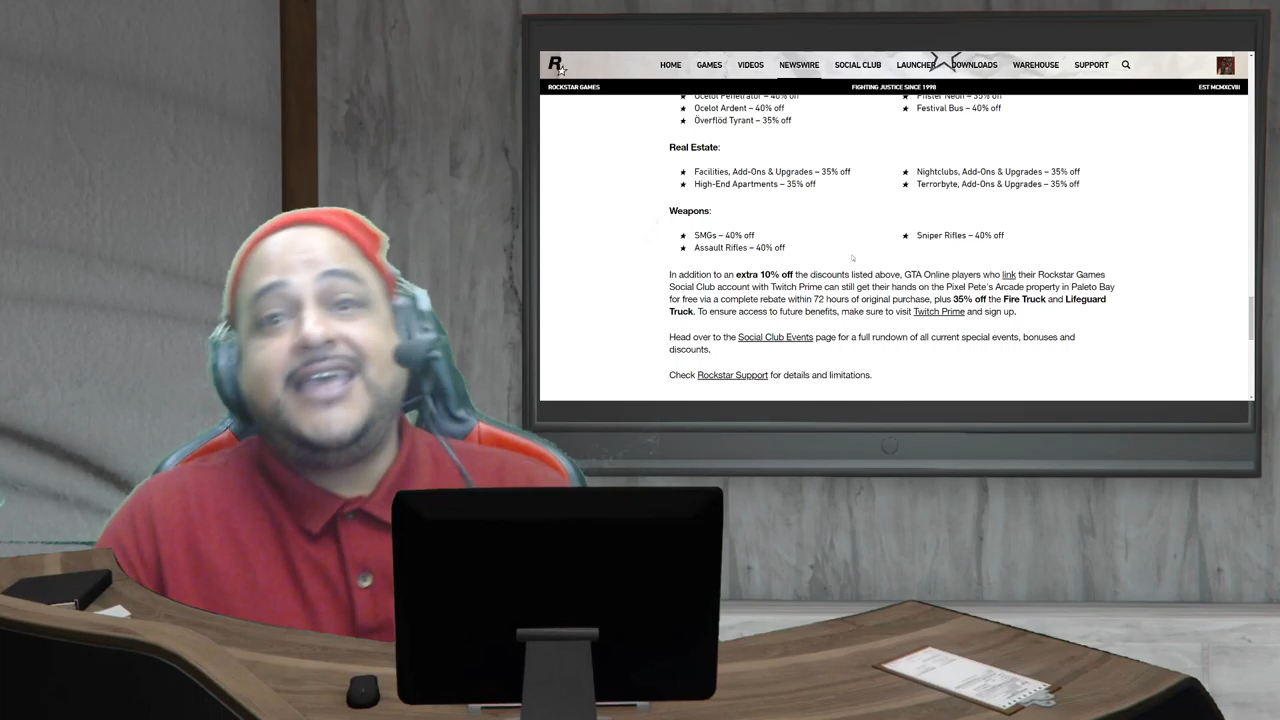 R
HOME GAMES VIDEOS NEWSWIRE SOCIAL CLUB LAUNCHER DOWNLOADS WAREHOUSE SUPPORT
ROCKSTAR GAMES FIGHTING JUSTICE SINCE 1998 EST MCMXCVIII
Ocelot Penetrator – 40% off Pfister Neon – 35% off
Ocelot Ardent – 40% off Festival Bus – 40% off
Överflöd Tyrant – 35% off
Real Estate:
Facilities, Add-Ons & Upgrades – 35% off Nightclubs, Add-Ons & Upgrades – 35% off
High-End Apartments – 35% off Terrorbyte, Add-Ons & Upgrades – 35% off
Weapons:
SMGs – 40% off Sniper Rifles – 40% off
Assault Rifles – 40% off
In addition to an extra 10% off the discounts listed above, GTA Online players who link their Rockstar Games
Social Club account with Twitch Prime can still get their hands on the Pixel Pete's Arcade property in Paleto Bay
for free via a complete rebate within 72 hours of original purchase, plus 35% off the Fire Truck and Lifeguard
Truck. To ensure access to future benefits, make sure to visit Twitch Prime and sign up.
Head over to the Social Club Events page for a full rundown of all current special events, bonuses and
discounts.
Check Rockstar Support for details and limitations.